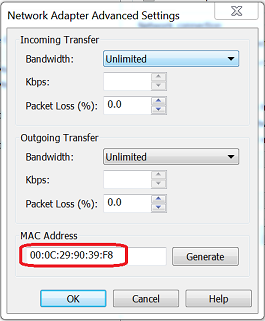 Network Adapter Advanced Settings
Incoming Transfer
Bandwidth: Unlimited
Kbps:
Packet Loss (%): 0.0
Outgoing Transfer
Bandwidth: Unlimited
Kbps:
Packet Loss (%): 0.0
MAC Address
00:0C:29:90:39:F8 Generate
OK Cancel Help